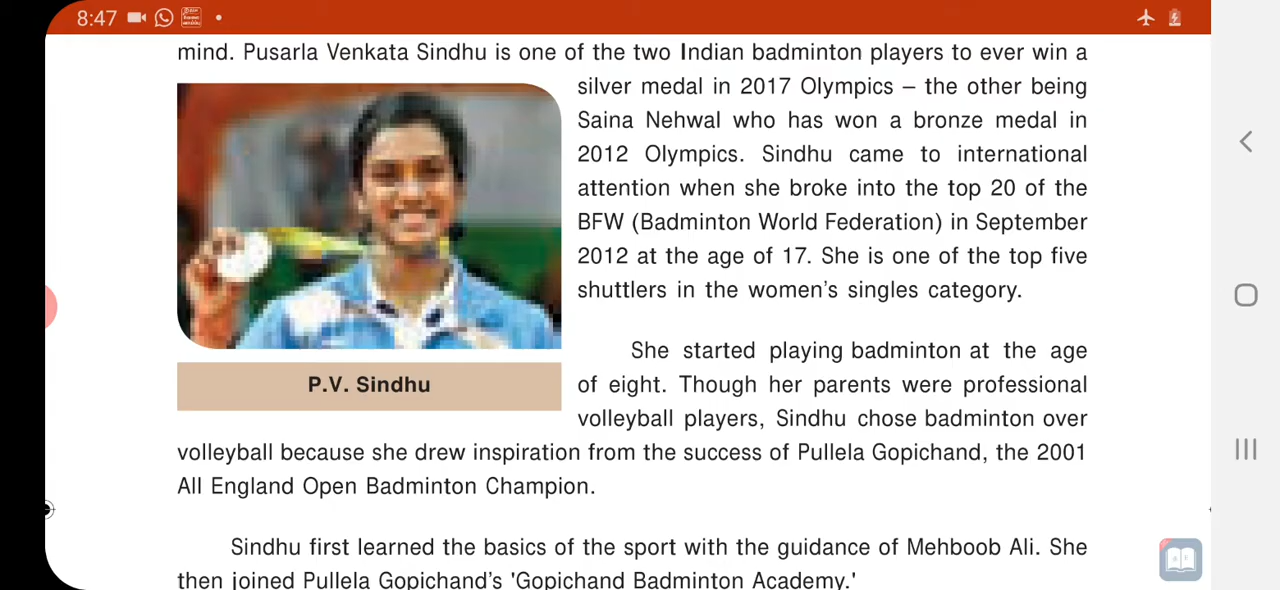 8:47
mind. Pusarla Venkata Sindhu is one of the two Indian badminton players to ever win a
silver medal in 2017 Olympics – the other being
Saina Nehwal who has won a bronze medal in
2012 Olympics. Sindhu came to international
attention when she broke into the top 20 of the
BFW (Badminton World Federation) in September
2012 at the age of 17. She is one of the top five
shuttlers in the women's singles category.
P.V. Sindhu
She started playing badminton at the age
of eight. Though her parents were professional
volleyball players, Sindhu chose badminton over
volleyball because she drew inspiration from the success of Pullela Gopichand, the 2001
All England Open Badminton Champion.
Sindhu first learned the basics of the sport with the guidance of Mehboob Ali. She
then joined Pullela Gopichand's 'Gopichand Badminton Academy.'